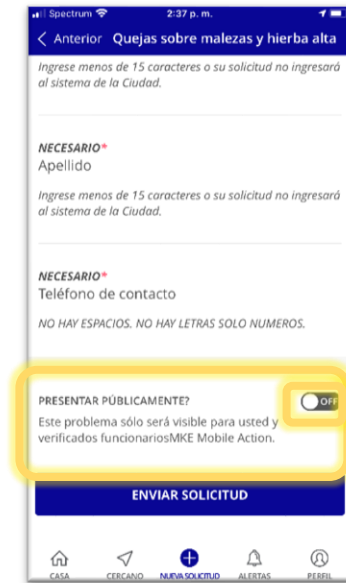 Spectrum 2:37 p. m.
Anterior Quejas sobre malezas y hierba alta
Ingrese menos de 15 caracteres o su solicitud no ingresará
al sistema de la Ciudad.
NECESARIO*
Apellido
Ingrese menos de 15 caracteres o su solicitud no ingresará
al sistema de la Ciudad.
NECESARIO*
Teléfono de contacto
NO HAY ESPACIOS. NO HAY LETRAS SOLO NUMEROS.
PRESENTAR PÚBLICAMENTE? OFF
Este problema sólo será visible para usted y
verificados funcionariosMKE Mobile Action.
ENVIAR SOLICITUD
CASA CERCANO NUEVA SOLICITUD ALERTAS PERFIL